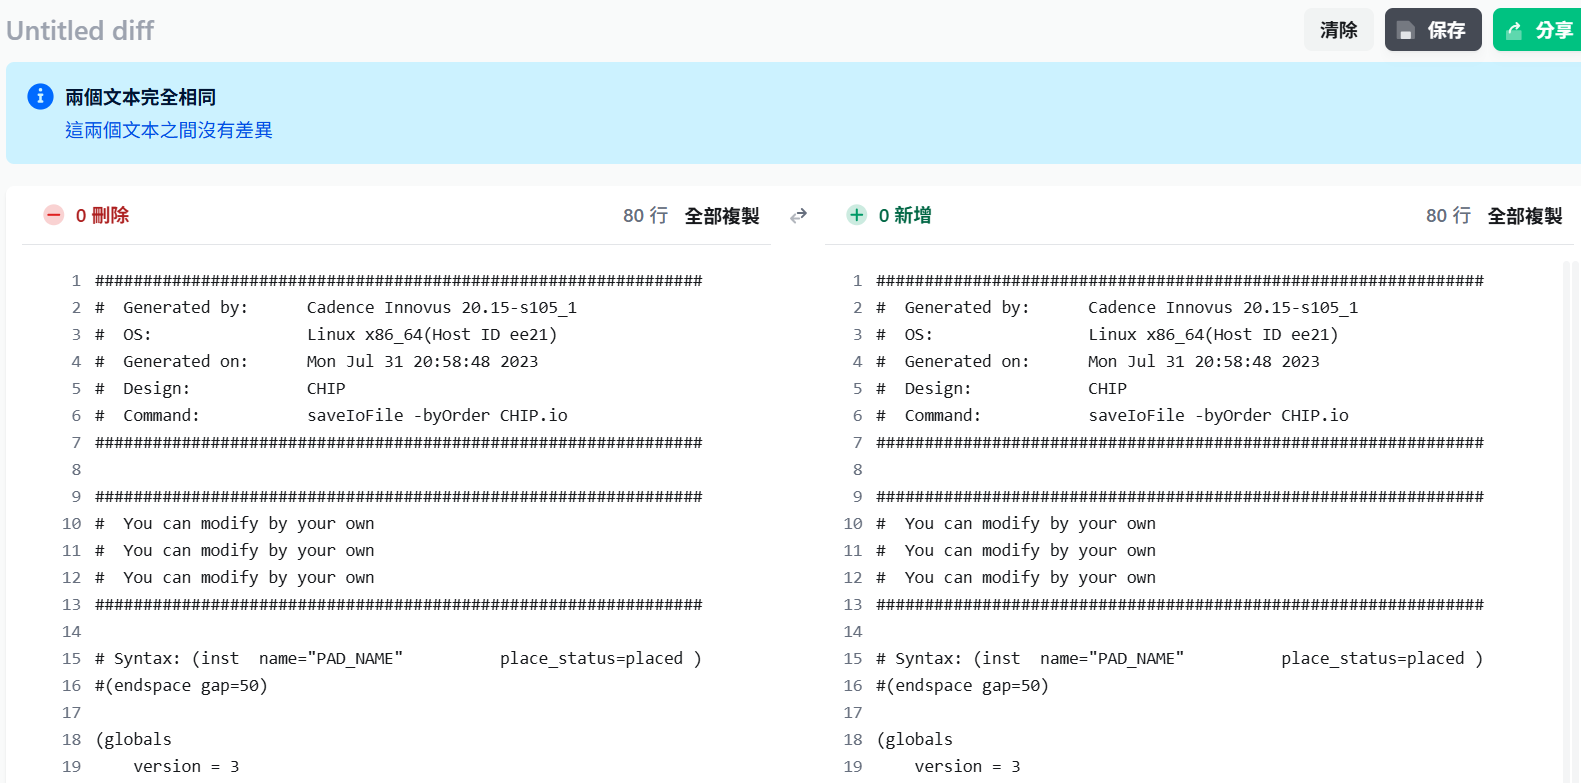 Untitled diff
清除
保存
分享
兩個文本完全相同
這兩個文本之間沒有差異
0 刪除
80 行
全部複製
0 新增
80 行
全部複製
1 ###############################################################
2 #  Generated by:      Cadence Innovus 20.15-s105_1
3 #  OS:                Linux x86_64(Host ID ee21)
4 #  Generated on:      Mon Jul 31 20:58:48 2023
5 #  Design:            CHIP
6 #  Command:           saveIoFile -byOrder CHIP.io
7 ###############################################################
8
9 ###############################################################
10 #  You can modify by your own
11 #  You can modify by your own
12 #  You can modify by your own
13 ###############################################################
14
15 # Syntax: (inst  name="PAD_NAME"          place_status=placed )
16 #(endspace gap=50)
17
18 (globals
19     version = 3
1 ###############################################################
2 #  Generated by:      Cadence Innovus 20.15-s105_1
3 #  OS:                Linux x86_64(Host ID ee21)
4 #  Generated on:      Mon Jul 31 20:58:48 2023
5 #  Design:            CHIP
6 #  Command:           saveIoFile -byOrder CHIP.io
7 ###############################################################
8
9 ###############################################################
10 #  You can modify by your own
11 #  You can modify by your own
12 #  You can modify by your own
13 ###############################################################
14
15 # Syntax: (inst  name="PAD_NAME"          place_status=placed )
16 #(endspace gap=50)
17
18 (globals
19     version = 3